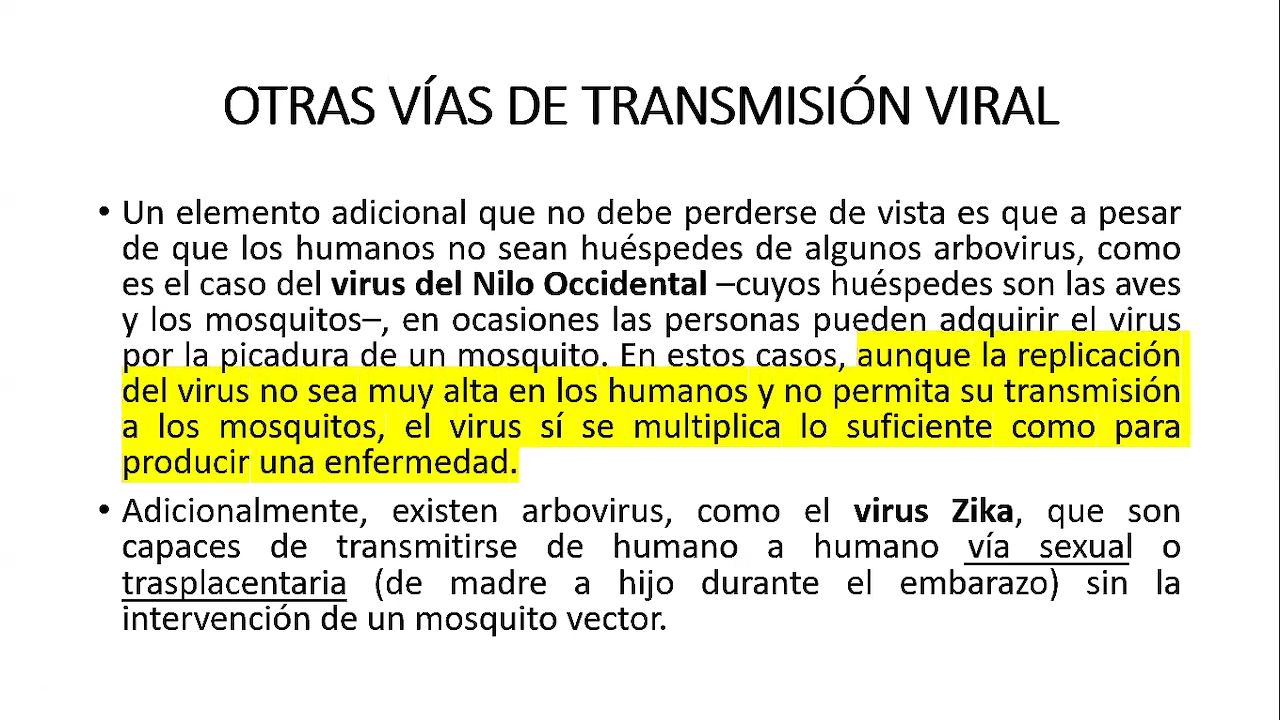 OTRAS VÍAS DE TRANSMISIÓN VIRAL
• Un elemento adicional que no debe perderse de vista es que a pesar
de que los humanos no sean huéspedes de algunos arbovirus, como
es el caso del virus del Nilo Occidental –cuyos huéspedes son las aves
y los mosquitos–, en ocasiones las personas pueden adquirir el virus
por la picadura de un mosquito. En estos casos, aunque la replicación
del virus no sea muy alta en los humanos y no permita su transmisión
a los mosquitos, el virus sí se multiplica lo suficiente como para
producir una enfermedad.
• Adicionalmente, existen arbovirus, como el virus Zika, que son
capaces de transmitirse de humano a humano vía sexual o
trasplacentaria (de madre a hijo durante el embarazo) sin la
intervención de un mosquito vector.